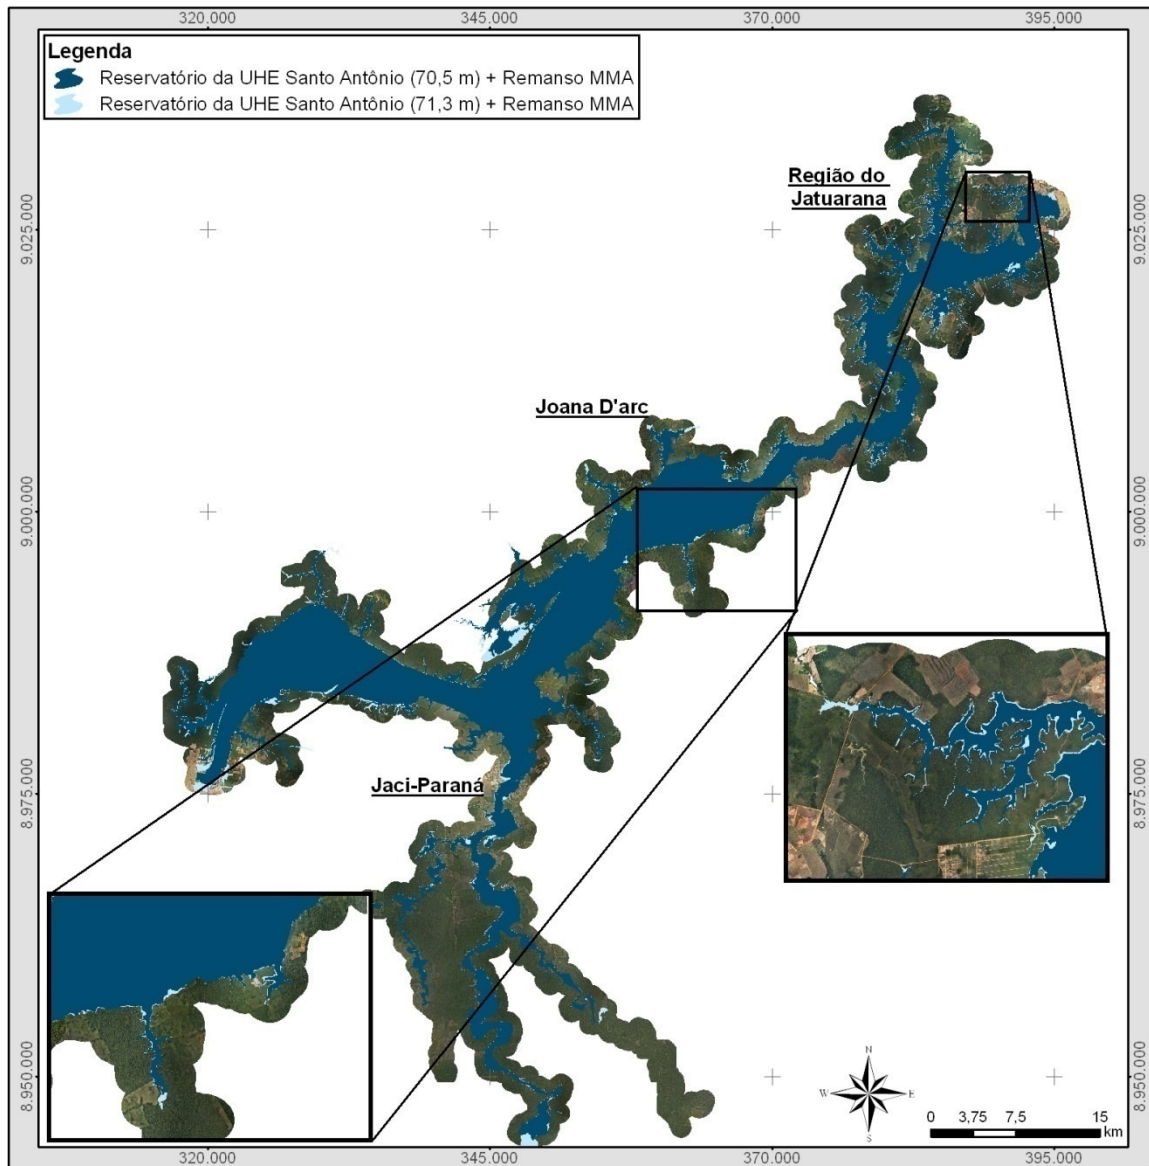 320.000 345.000 370.000 395.000
Legenda
Reservatório da UHE Santo Antônio (70,5 m) + Remanso MMA
Reservatório da UHE Santo Antônio (71,3 m) + Remanso MMA
Região do
Jatuarana
9.025.000 9.025.000
Joana D'arc
9.000.000 9.000.000
Jaci-Paraná
8.975.000 8.975.000
8.950.000 8.950.000
N
W E
S
0 3,75 7,5 15
km
320.000 345.000 370.000 395.000